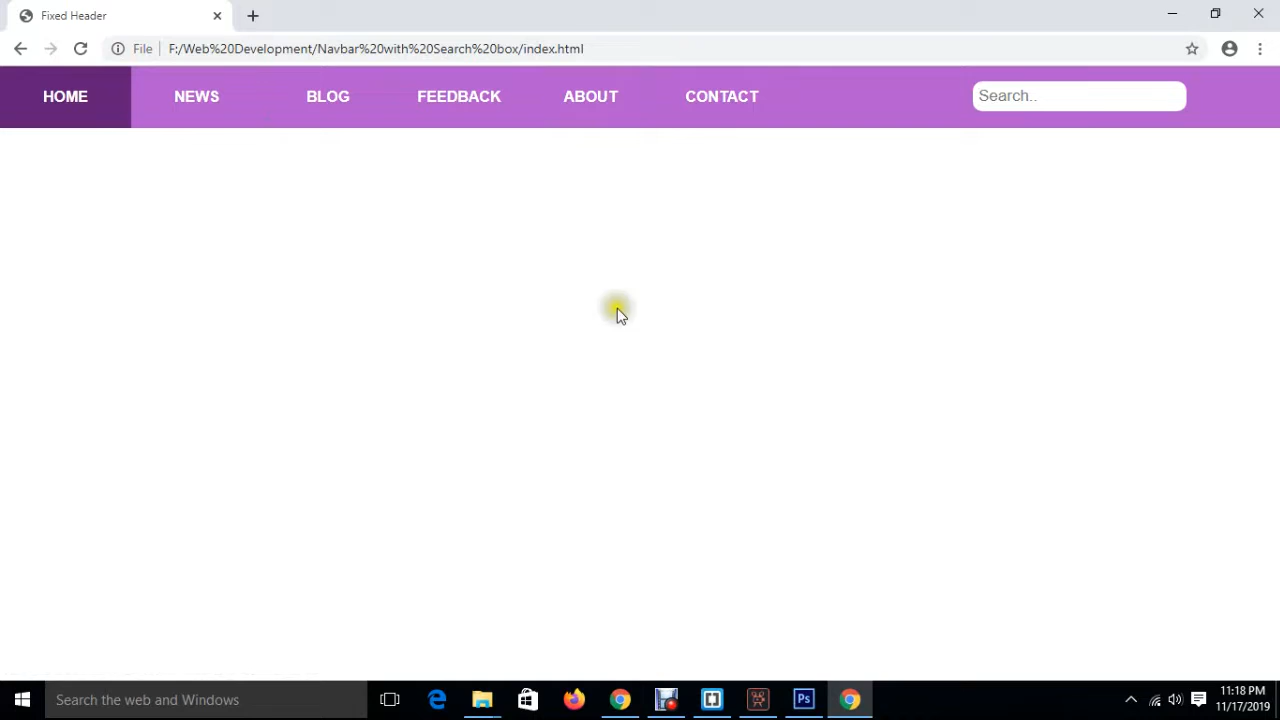 Fixed Header
File F:/Web%20Development/Navbar%20with%20Search%20box/index.html
HOME NEWS BLOG FEEDBACK ABOUT CONTACT Search..
Search the web and Windows
Ps
11:18 PM
11/17/2019